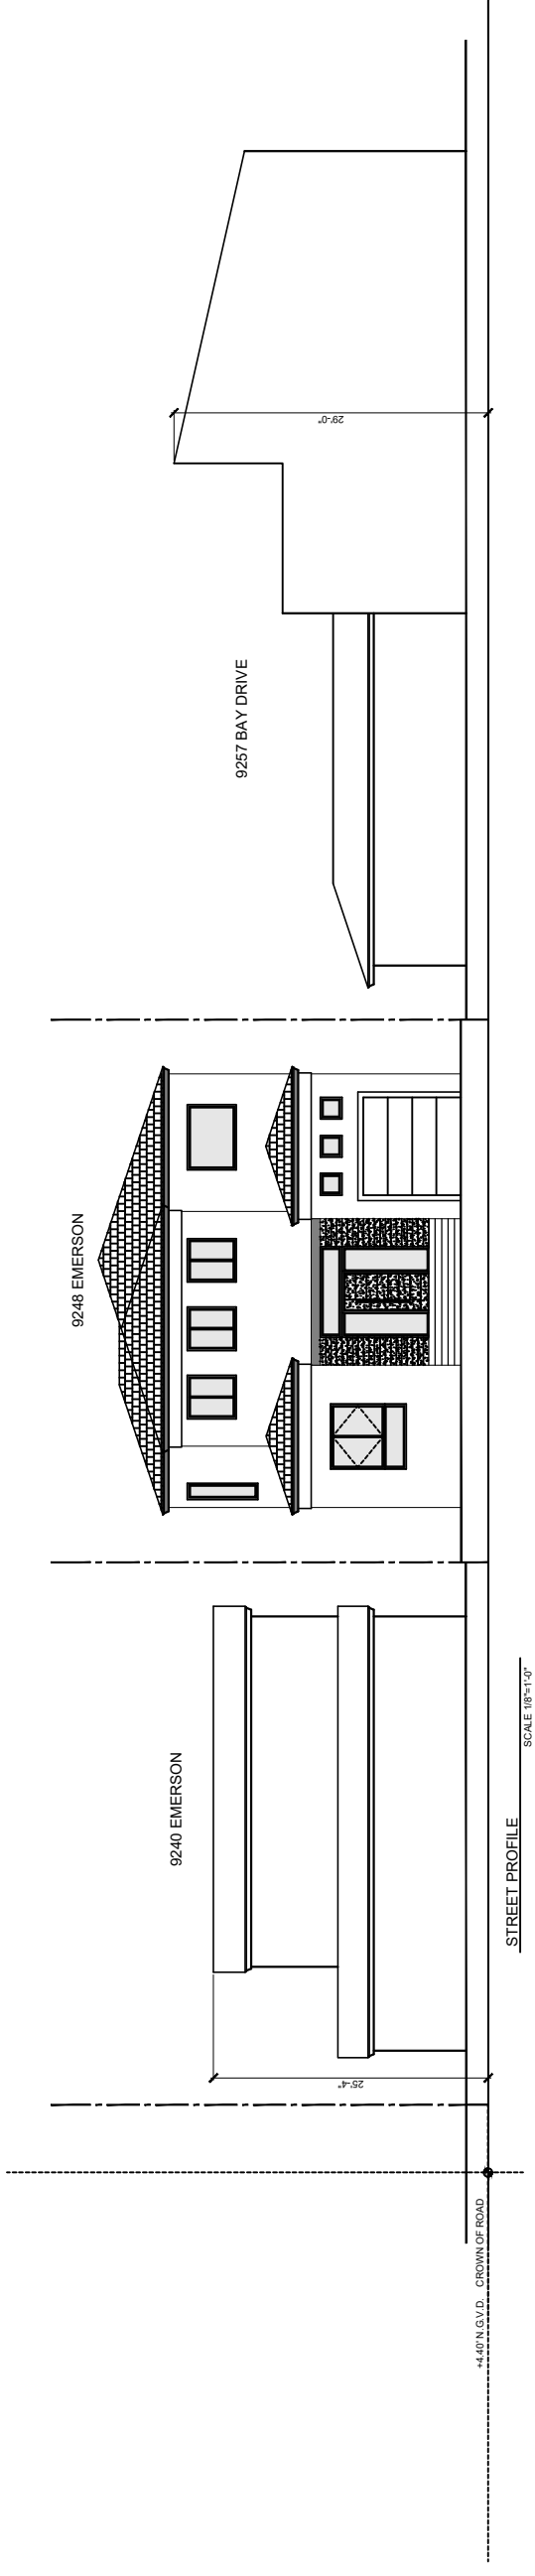 9240 EMERSON
9248 EMERSON
9257 BAY DRIVE
25'-4"
29'-0"
+4.40' N.G.V.D. CROWN OF ROAD
STREET PROFILE
SCALE 1/8"=1'-0"